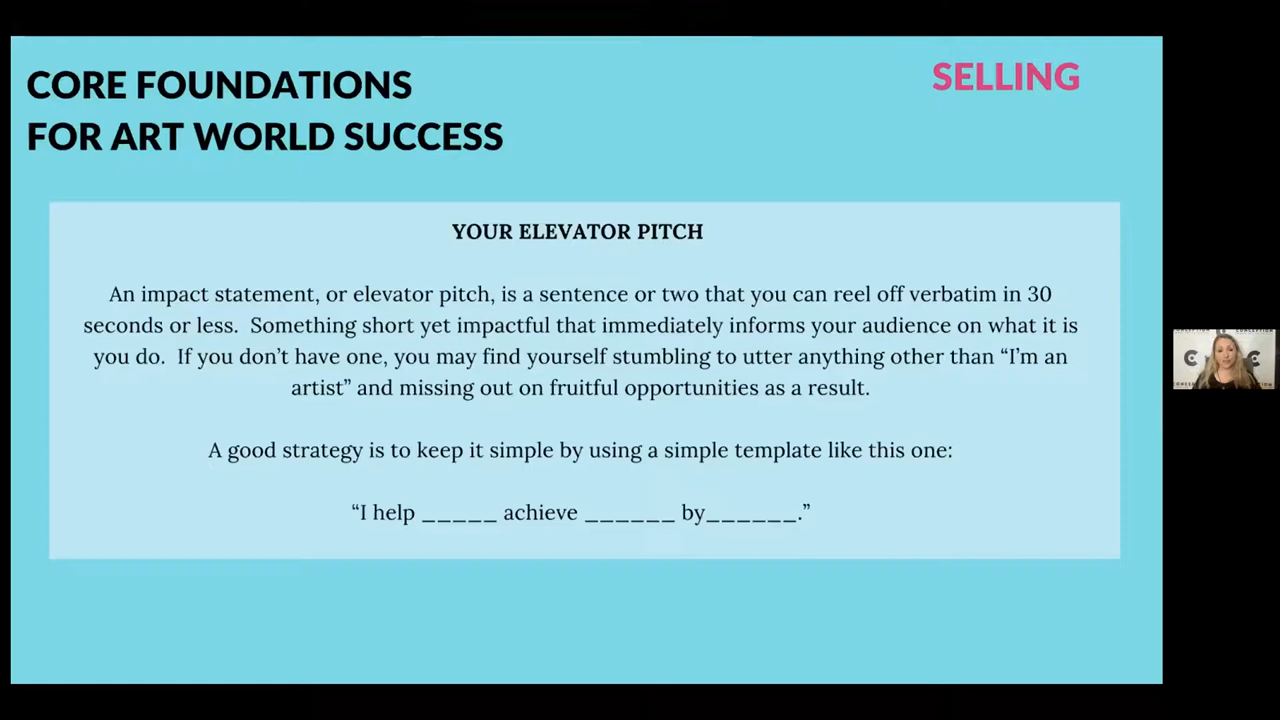 CORE FOUNDATIONS
FOR ART WORLD SUCCESS
SELLING
YOUR ELEVATOR PITCH
An impact statement, or elevator pitch, is a sentence or two that you can reel off verbatim in 30
seconds or less.  Something short yet impactful that immediately informs your audience on what it is
you do.  If you don’t have one, you may find yourself stumbling to utter anything other than “I’m an
artist” and missing out on fruitful opportunities as a result.
A good strategy is to keep it simple by using a simple template like this one:
“I help _____ achieve ______ by______.”